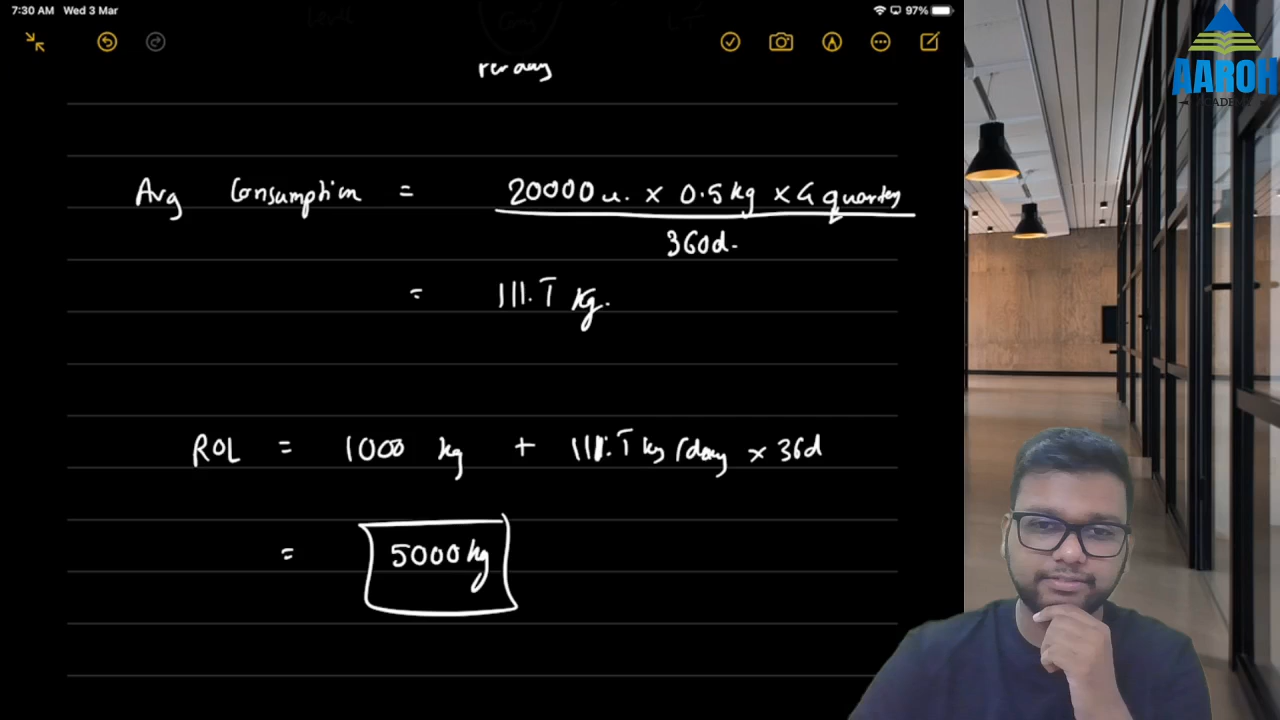 7:30 AM Wed 3 Mar
97%
AAROH
per day
Avg Consumption = 20000 u. x 0.5 kg x 4 quarters
360d.
= 111.1̄ kg.
ROL = 1000 kg + 111.1̄ kg/day x 36d
= 5000 kg